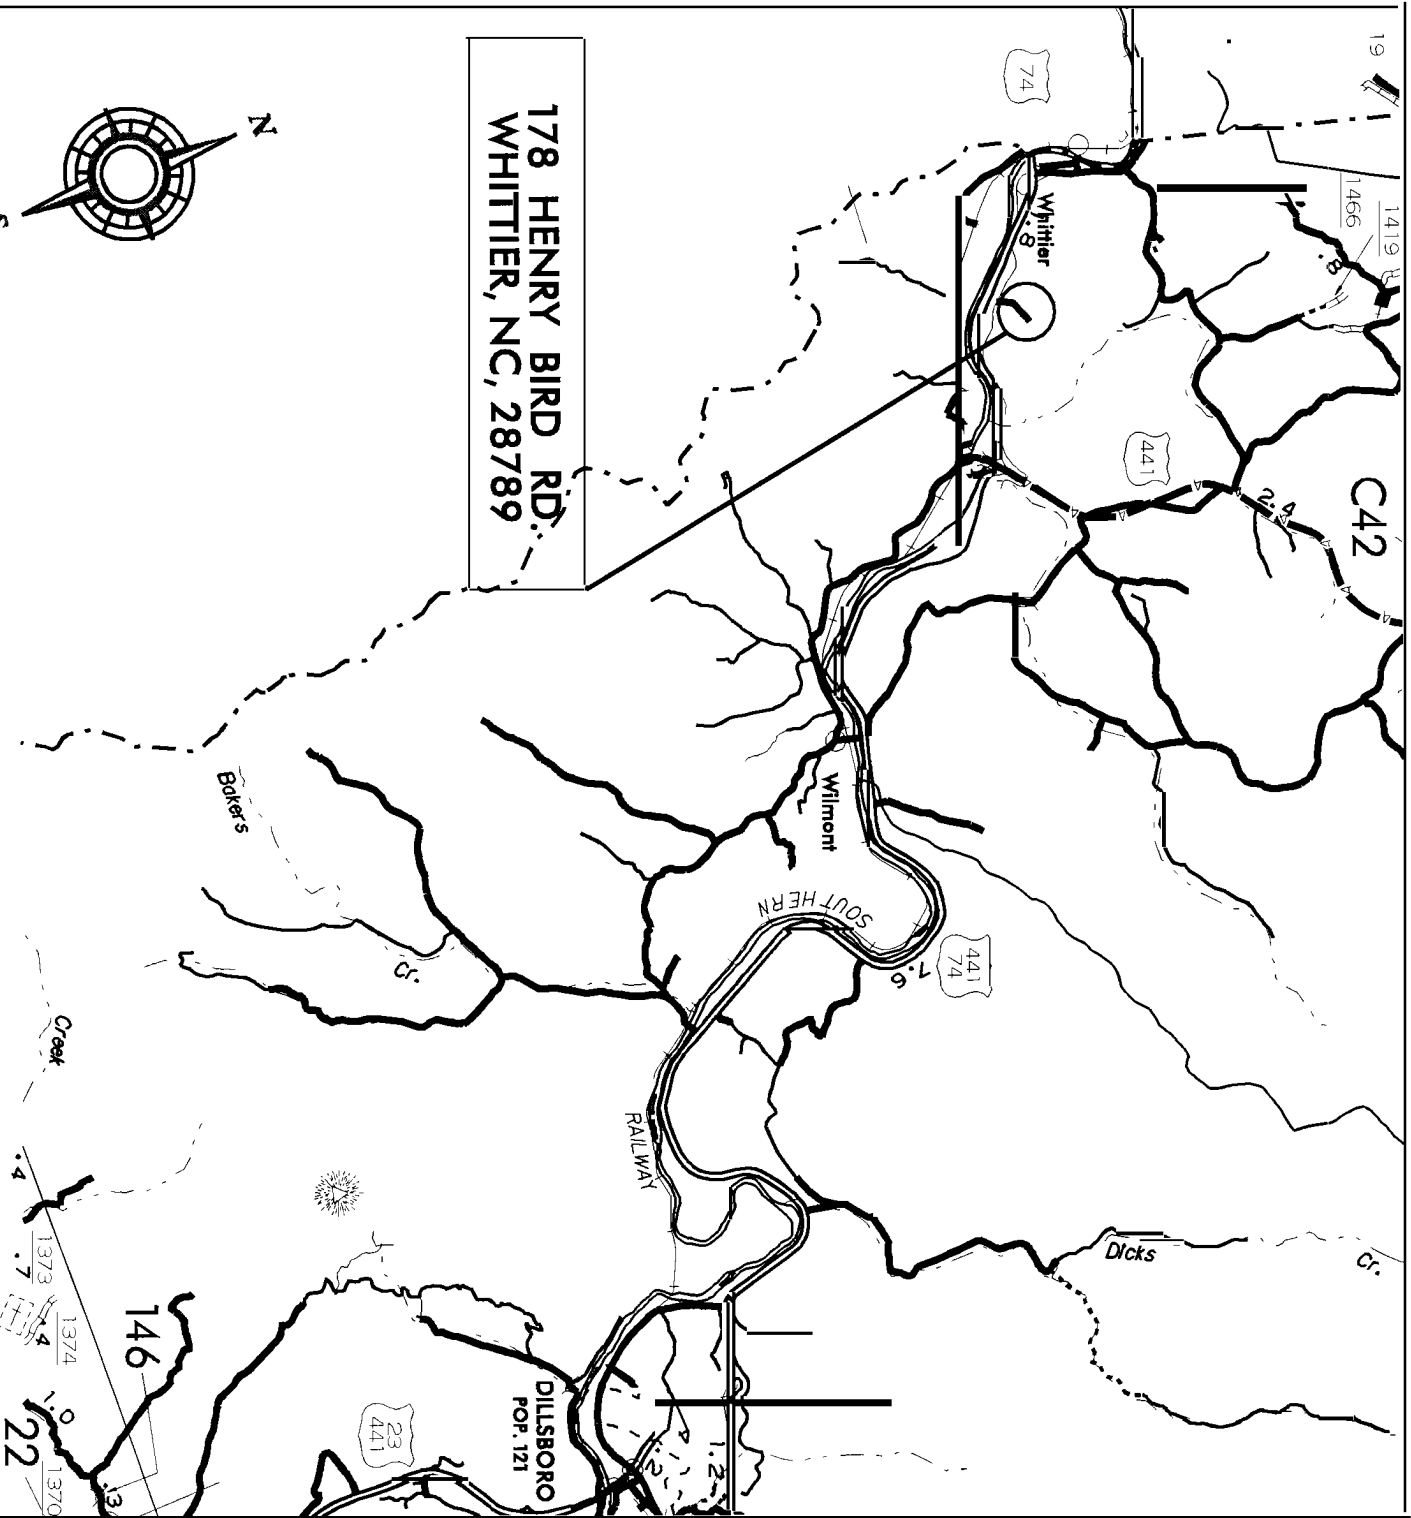 178 HENRY BIRD RD.
WHITTIER, NC, 28789
N
S
74
19
1466
1419
.8
Whittier
.8
441
2.4
C42
Wilmont
SOUTHERN
441
74
7.6
Bakers
Cr.
Creek
RAILWAY
Dicks
Cr.
.4
1373
.7
1374
.4
146
1.0
22
1370
.3
23
441
DILLSBORO
POP. 121
1.2
.2